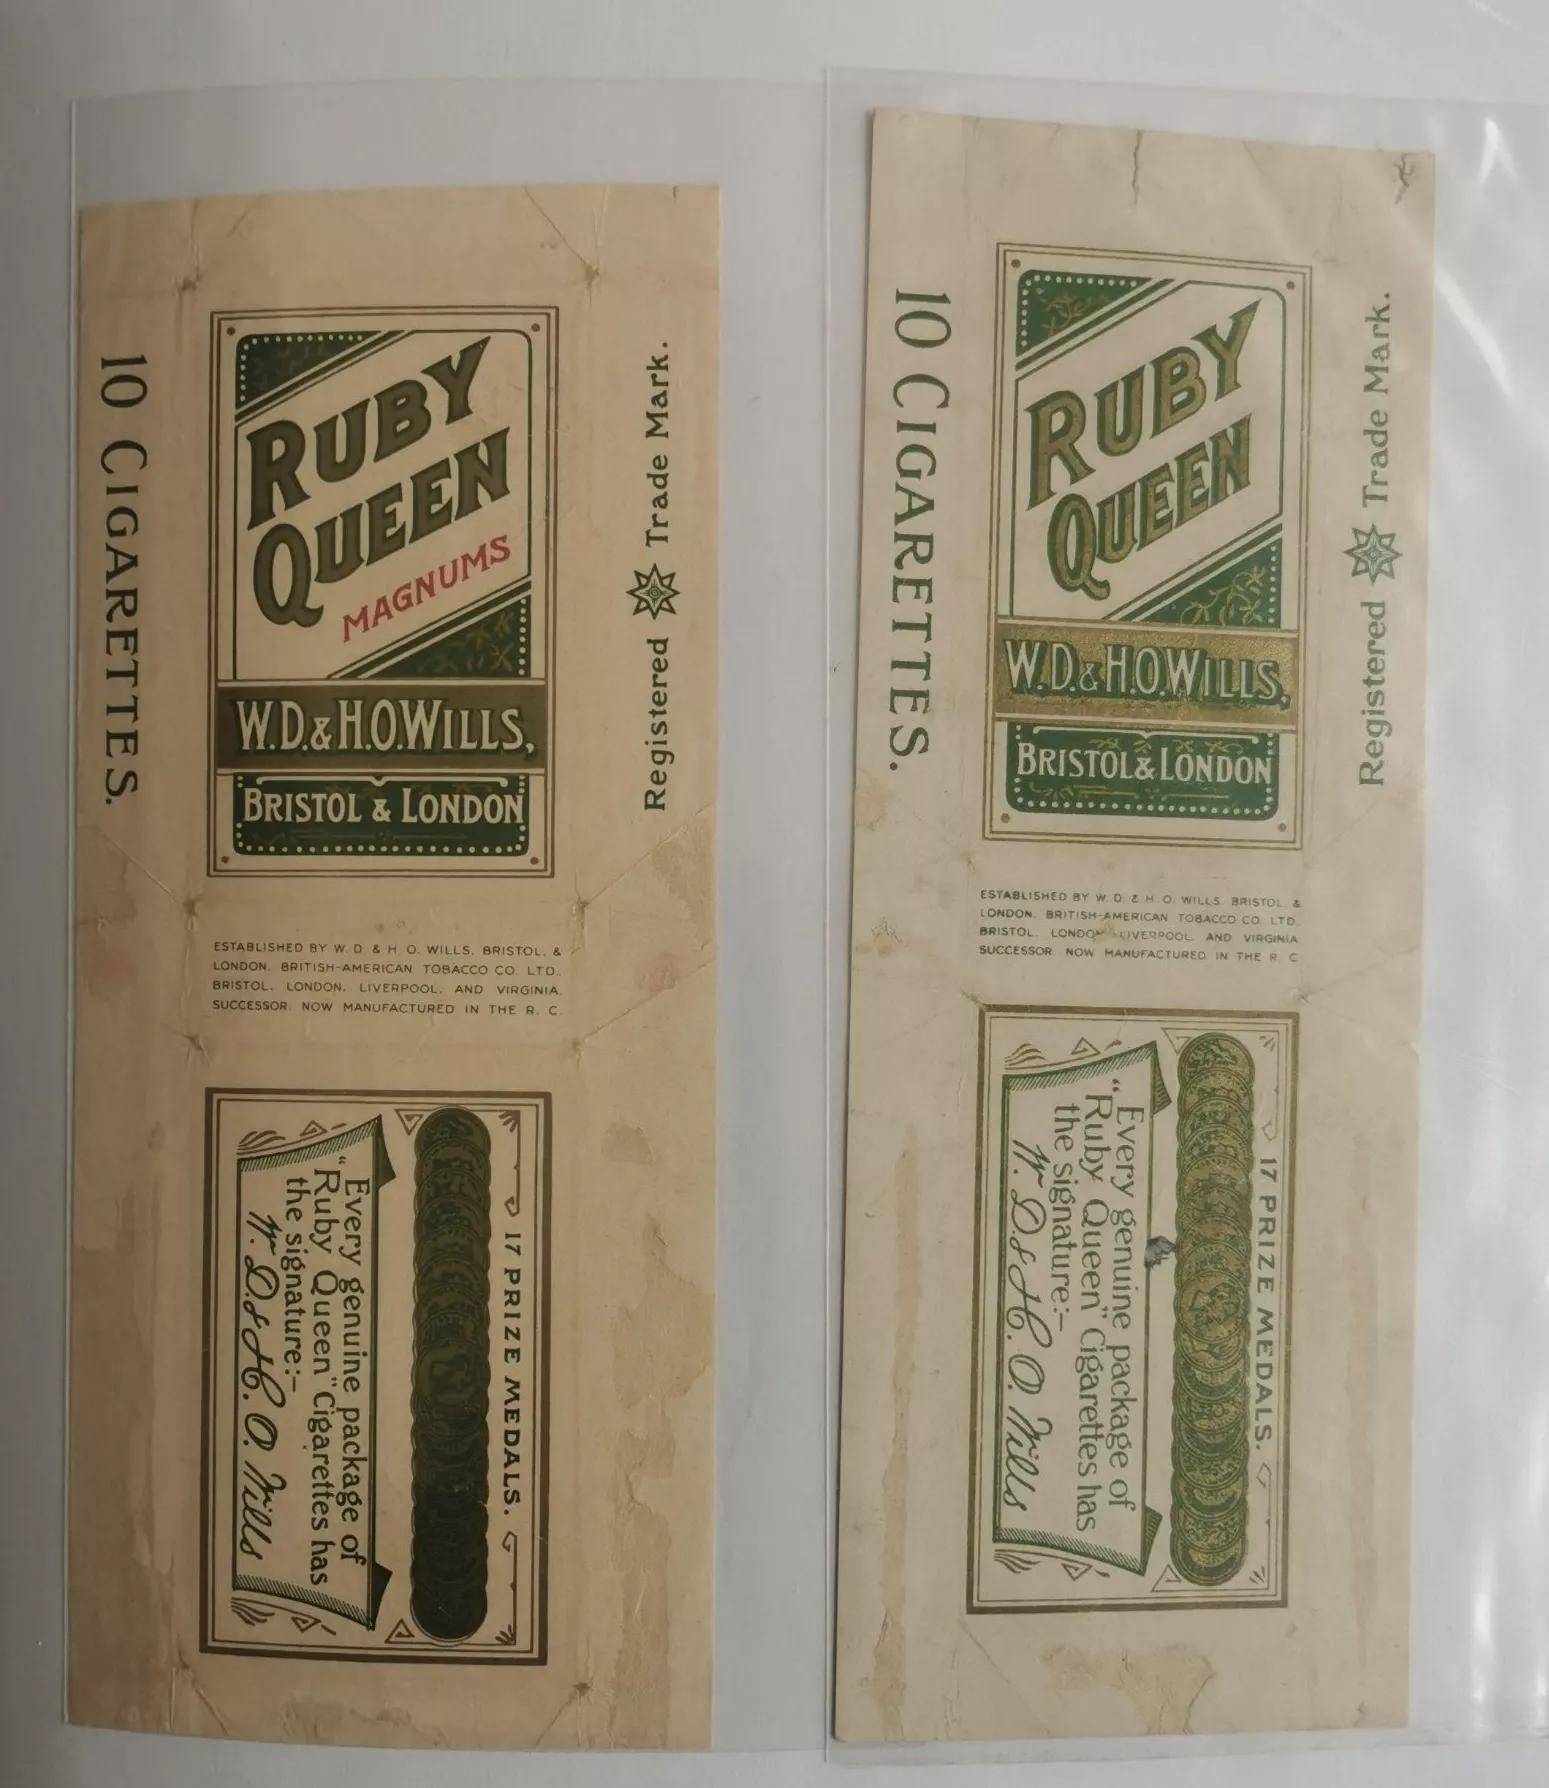 10 CIGARETTES.
RUBY
QUEEN
MAGNUMS
W.D.& H.O.WILLS,
BRISTOL & LONDON
Registered Trade Mark.
ESTABLISHED BY W. D & H O. WILLS, BRISTOL, &
LONDON. BRITISH-AMERICAN TOBACCO CO. LTD.,
BRISTOL, LONDON, LIVERPOOL, AND VIRGINIA.
SUCCESSOR. NOW MANUFACTURED IN THE R. C.
17 PRIZE MEDALS.
Every genuine package of
"Ruby Queen" Cigarettes has
the signature:-
W. D. & H. O. Wills
10 CIGARETTES.
RUBY
QUEEN
W.D.& H.O.WILLS,
BRISTOL & LONDON
Registered Trade Mark.
ESTABLISHED BY W. D. & H. O. WILLS. BRISTOL. &
LONDON. BRITISH-AMERICAN TOBACCO CO. LTD.,
BRISTOL, LONDON LIVERPOOL, AND VIRGINIA.
SUCCESSOR NOW MANUFACTURED IN THE R. C
17 PRIZE MEDALS.
Every genuine package of
"Ruby Queen" Cigarettes has
the signature:-
W. D. & H. O. Wills